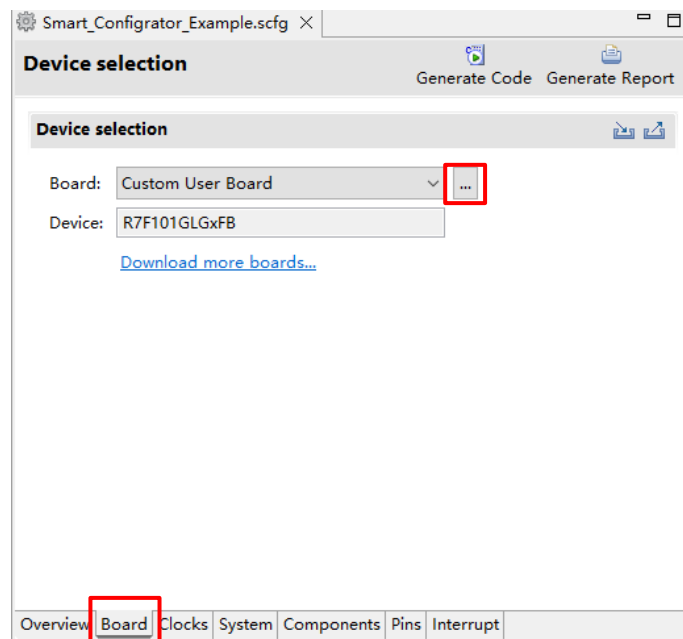 Smart_Configrator_Example.scfg
Device selection
Generate Code Generate Report
Device selection
Board: Custom User Board ...
Device: R7F101GLGxFB
Download more boards...
Overview Board Clocks System Components Pins Interrupt